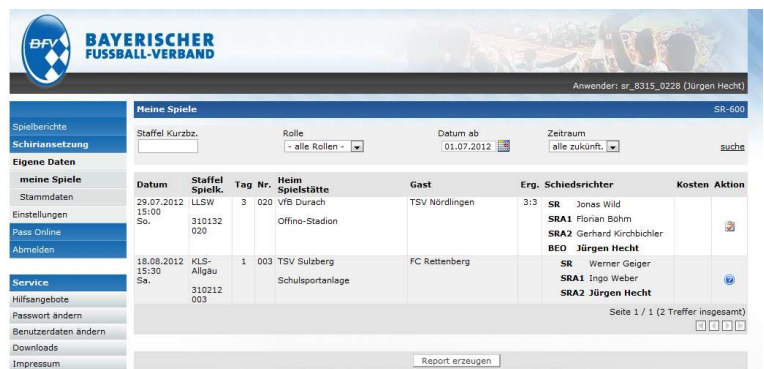 BFV
BAYERISCHER
FUSSBALL-VERBAND
Anwender: sr_8315_0228 (Jürgen Hecht)
Spielberichte
Schiriansetzung
Eigene Daten
meine Spiele
Stammdaten
Einstellungen
Pass Online
Abmelden
Service
Hilfsangebote
Passwort ändern
Benutzerdaten ändern
Downloads
Impressum
Meine Spiele SR-600
Staffel Kurzbz. Rolle Datum ab Zeitraum
- alle Rollen - 01.07.2012 alle zukünft. suche
Datum Staffel Spielk. Tag Nr. Heim Spielstätte Gast Erg. Schiedsrichter Kosten Aktion
29.07.2012 LLSW 3 020 VfB Durach TSV Nördlingen 3:3 SR Jonas Wild
15:00
So. 310132 Offino-Stadion SRA1 Florian Böhm
020 SRA2 Gerhard Kirchbichler
BEO Jürgen Hecht
18.08.2012 KLS- 1 003 TSV Sulzberg FC Rettenberg SR Werner Geiger
15:30 Allgäu
Sa. Schulsportanlage SRA1 Ingo Weber
310212
003 SRA2 Jürgen Hecht
Seite 1 / 1 (2 Treffer insgesamt)
Report erzeugen